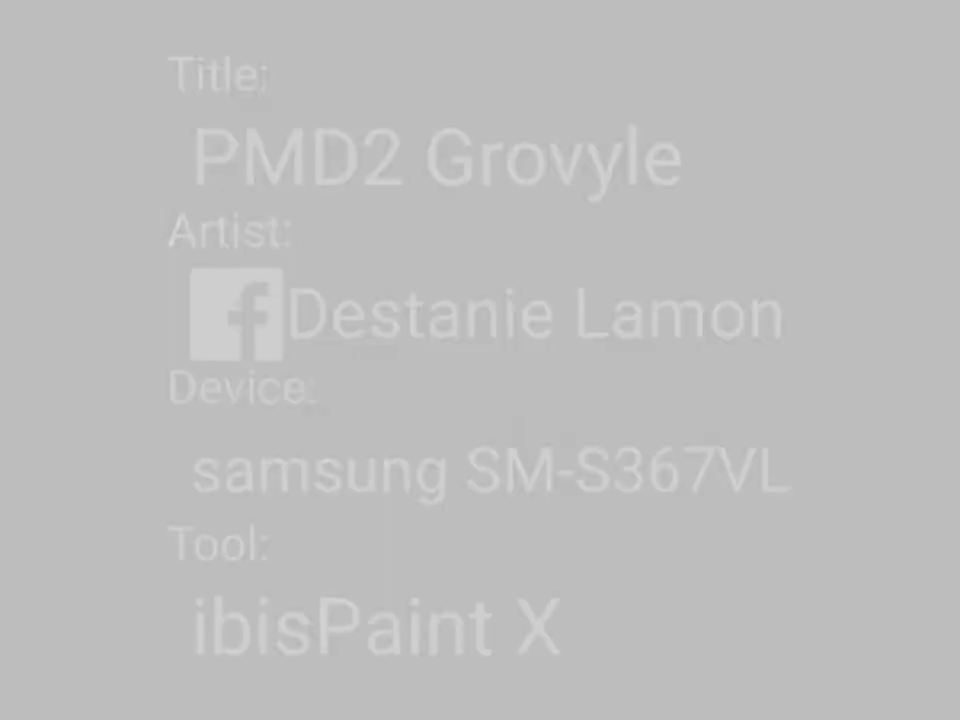 Title:
PMD2 Grovyle
Artist:
Destanie Lamon
Device:
samsung SM-S367VL
Tool:
ibisPaint X